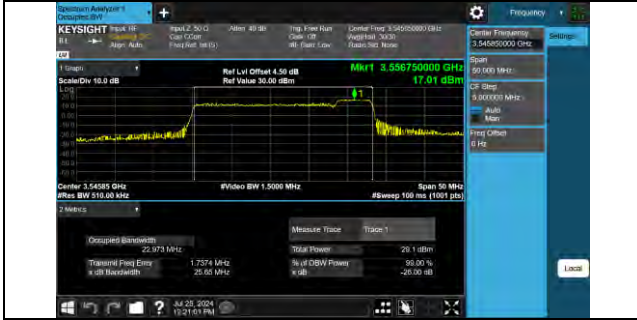 Spectrum Analyzer 1
Occupied BW
+
Frequency
KEYSIGHT Input: RF
Align: Auto
Input Z: 50 Ω
Freq Ref: Int (S)
Atten: 40 dB
Trig: Free Run
Gate: Off
#IF Gain: Low
Center Freq: 3.545850000 GHz
Radio Std: None
Center Frequency
3.545850000 GHz
Settings
Span
50.000 MHz
CF Step
5.000000 MHz
Auto
Man
Freq Offset
0 Hz
1 Graph
Scale/Div 10.0 dB
Ref Lvl Offset 4.50 dB
Ref Value 30.00 dBm
Mkr1 3.556750000 GHz
17.01 dBm
Log
1
Center 3.54585 GHz
#Res BW 510.00 kHz
#Video BW 1.5000 MHz
Span 50 MHz
#Sweep 100 ms (1001 pts)
2 Metrics
Measure Trace
Trace 1
Occupied Bandwidth
22.973 MHz
Total Power
29.1 dBm
Transmit Freq Error
1.7374 MHz
% of OBW Power
99.00 %
x dB Bandwidth
25.65 MHz
x dB
-26.00 dB
Local
?
Jul 25, 2024
12:21:01 PM